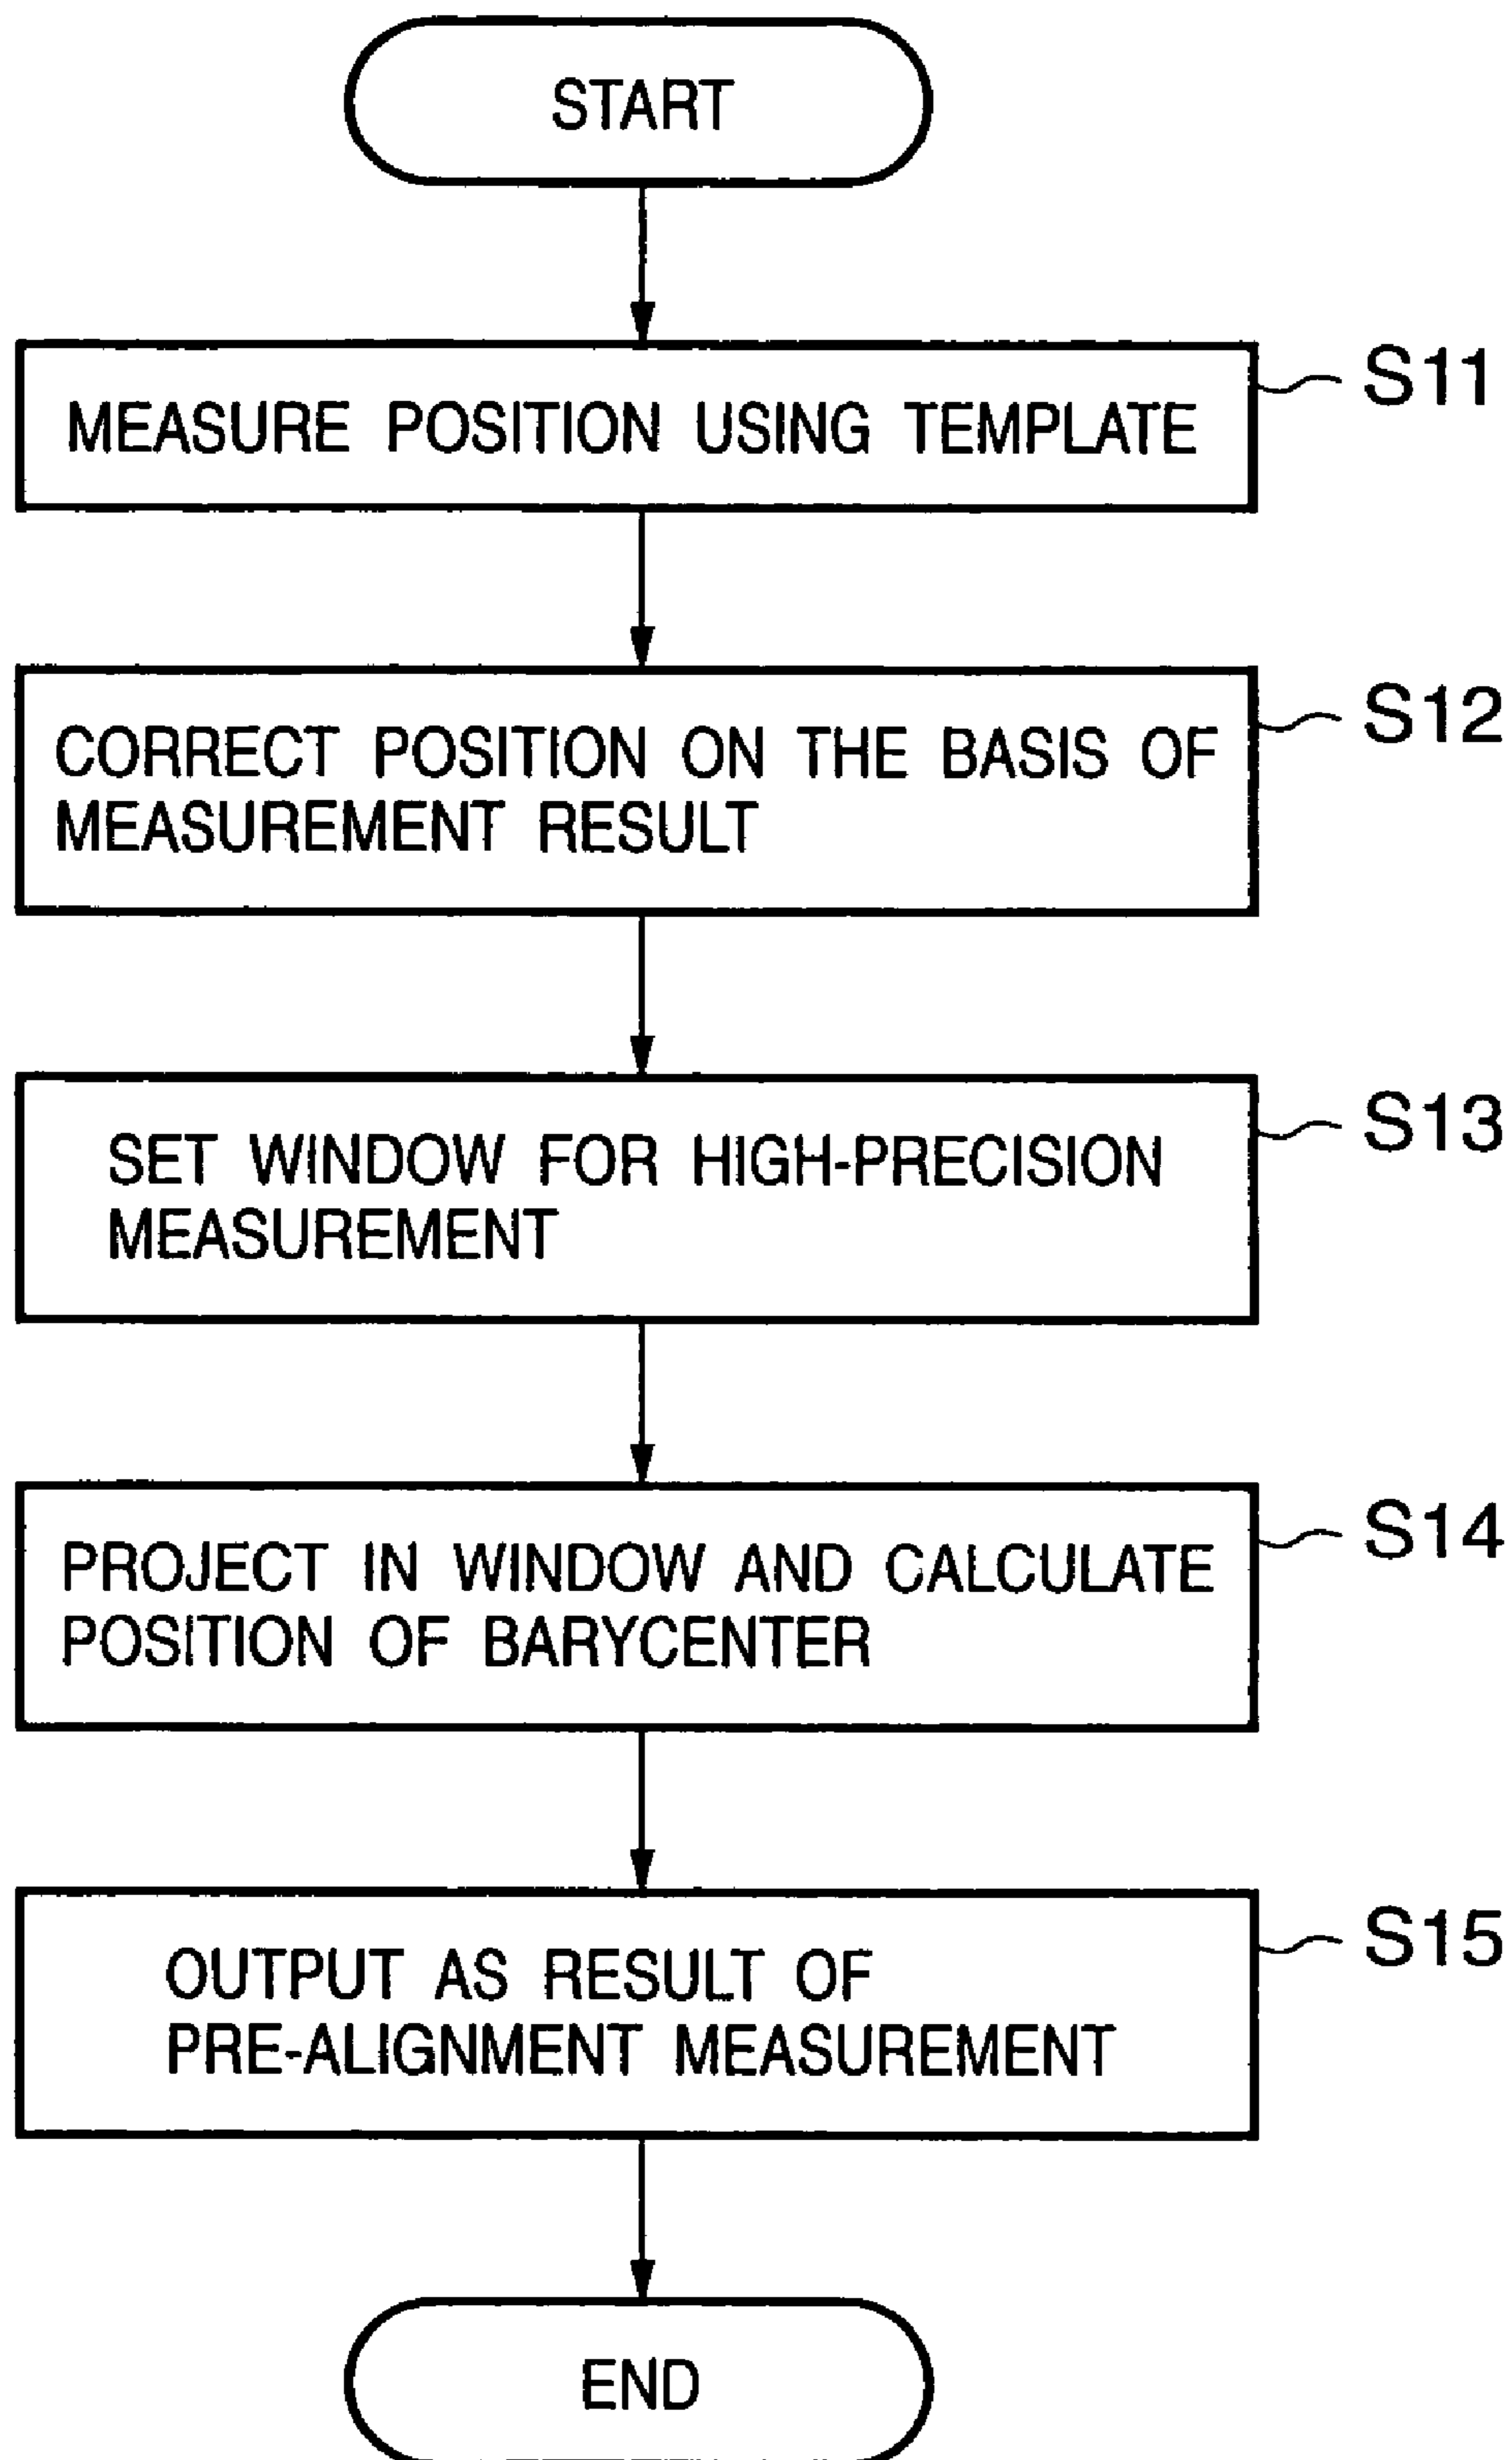 START
MEASURE POSITION USING TEMPLATE
S11
CORRECT POSITION ON THE BASIS OF
MEASUREMENT RESULT
S12
SET WINDOW FOR HIGH-PRECISION
MEASUREMENT
S13
PROJECT IN WINDOW AND CALCULATE
POSITION OF BARYCENTER
S14
OUTPUT AS RESULT OF
PRE-ALIGNMENT MEASUREMENT
S15
END